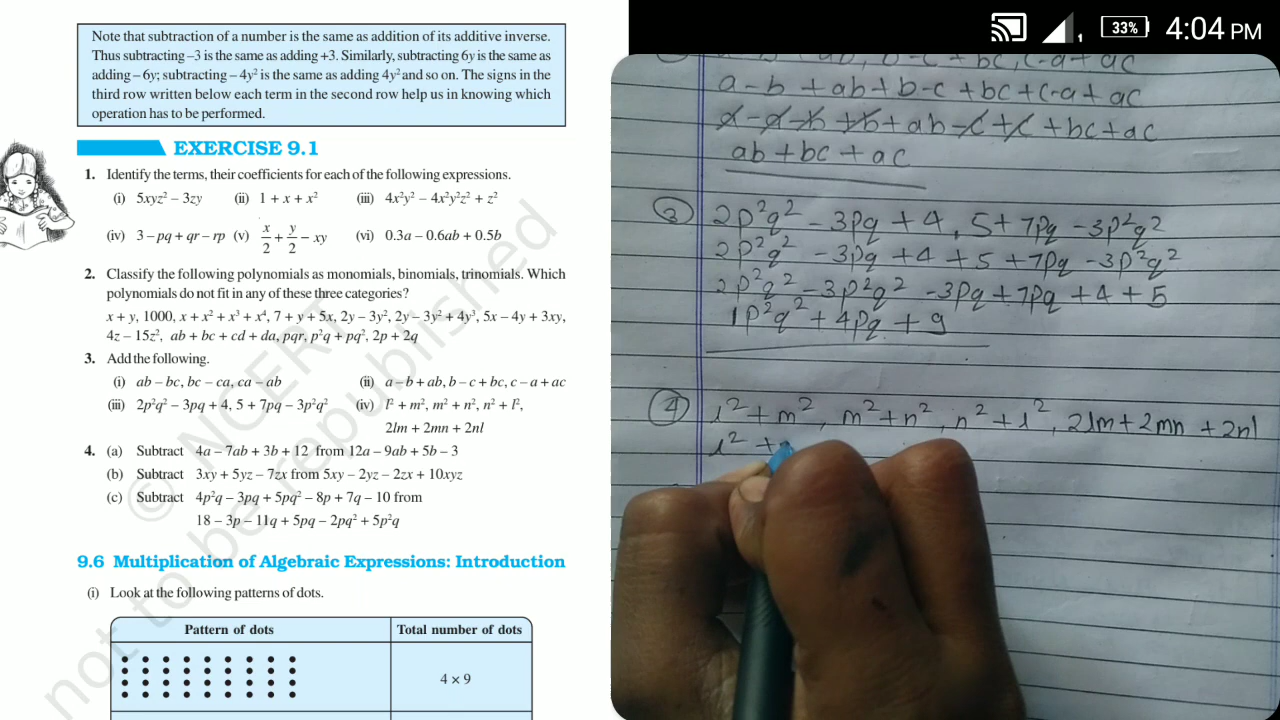 Note that subtraction of a number is the same as addition of its additive inverse.
Thus subtracting –3 is the same as adding +3. Similarly, subtracting 6y is the same as
adding – 6y; subtracting – 4y² is the same as adding 4y² and so on. The signs in the
third row written below each term in the second row help us in knowing which
operation has to be performed.
EXERCISE 9.1
1. Identify the terms, their coefficients for each of the following expressions.
(i) 5xyz² – 3zy (ii) 1 + x + x² (iii) 4x²y² – 4x²y²z² + z²
(iv) 3 – pq + qr – rp (v) x/2 + y/2 – xy (vi) 0.3a – 0.6ab + 0.5b
2. Classify the following polynomials as monomials, binomials, trinomials. Which
polynomials do not fit in any of these three categories?
x + y, 1000, x + x² + x³ + x⁴, 7 + y + 5x, 2y – 3y², 2y – 3y² + 4y³, 5x – 4y + 3xy,
4z – 15z², ab + bc + cd + da, pqr, p²q + pq², 2p + 2q
3. Add the following.
(i) ab – bc, bc – ca, ca – ab (ii) a – b + ab, b – c + bc, c – a + ac
(iii) 2p²q² – 3pq + 4, 5 + 7pq – 3p²q² (iv) l² + m², m² + n², n² + l²,
2lm + 2mn + 2nl
4. (a) Subtract 4a – 7ab + 3b + 12 from 12a – 9ab + 5b – 3
(b) Subtract 3xy + 5yz – 7zx from 5xy – 2yz – 2zx + 10xyz
(c) Subtract 4p²q – 3pq + 5pq² – 8p + 7q – 10 from
18 – 3p – 11q + 5pq – 2pq² + 5p²q
9.6 Multiplication of Algebraic Expressions: Introduction
(i) Look at the following patterns of dots.
Pattern of dots Total number of dots
4 × 9
© NCERT
not to be republished
33% 4:04 PM
a-b + ab + b-c + bc + c-a + ac
a-a-b+b+ab-c+c+bc+ac
ab+bc+ac
3 2p²q² - 3pq + 4, 5+7pq - 3p²q²
2p²q² - 3pq + 4 + 5 + 7pq - 3p²q²
2p²q² - 3p²q² - 3pq + 7pq + 4 + 5
1p²q² + 4pq + 9
4 l²+m², m²+n², n²+l², 2lm+2mn+2nl
l² +